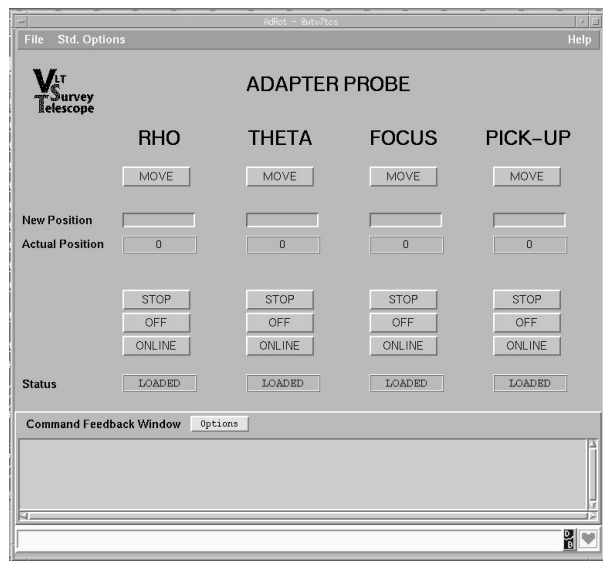 AdRot - @wtv7tcs
File Std. Options Help
VLT
Survey
Telescope
ADAPTER PROBE
RHO THETA FOCUS PICK-UP
MOVE MOVE MOVE MOVE
New Position
Actual Position 0 0 0 0
STOP STOP STOP STOP
OFF OFF OFF OFF
ONLINE ONLINE ONLINE ONLINE
Status LOADED LOADED LOADED LOADED
Command Feedback Window Options
D
B